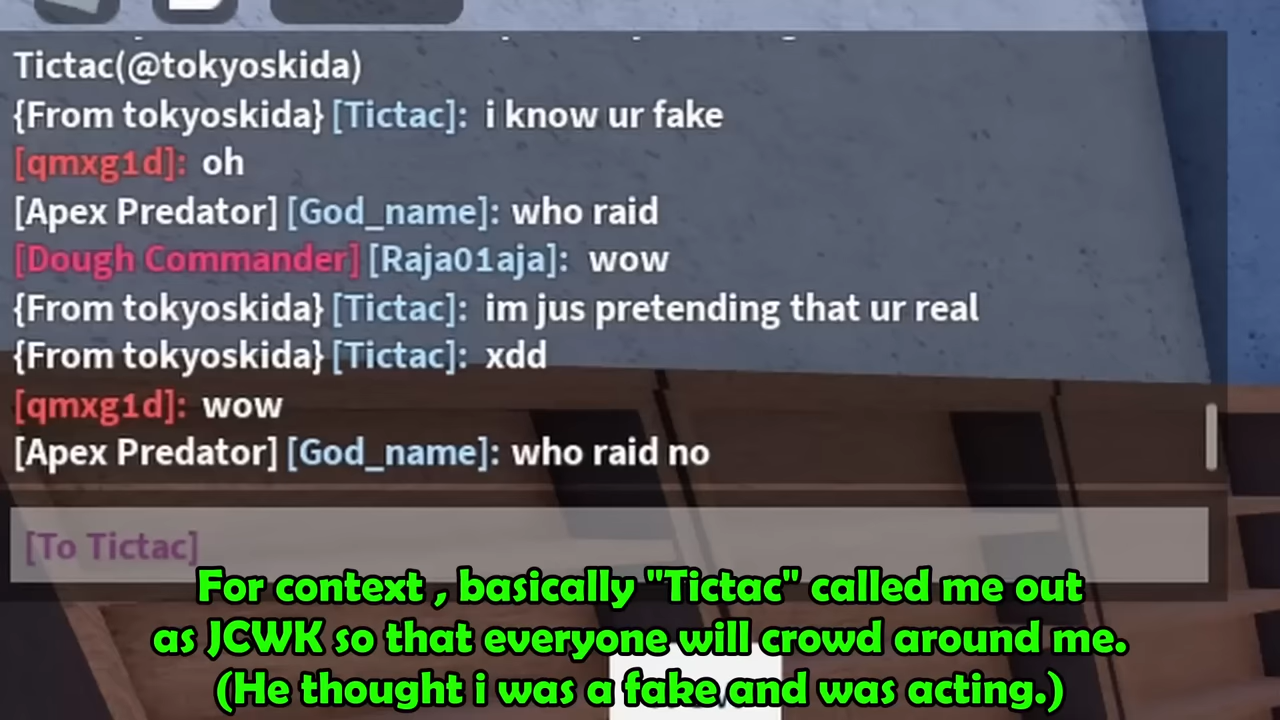 Tictac(@tokyoskida)
{From tokyoskida} [Tictac]: i know ur fake
[qmxg1d]: oh
[Apex Predator] [God_name]: who raid
[Dough Commander] [Raja01aja]: wow
{From tokyoskida} [Tictac]: im jus pretending that ur real
{From tokyoskida} [Tictac]: xdd
[qmxg1d]: wow
[Apex Predator] [God_name]: who raid no
[To Tictac]
For context , basically "Tictac" called me out
as JCWK so that everyone will crowd around me.
(He thought i was a fake and was acting.)